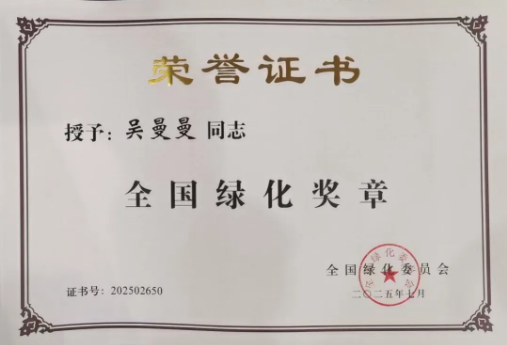 荣誉证书
授予：吴曼曼 同志
全国绿化奖章
全国绿化委员会
二〇二五年七月
证书号：202502650